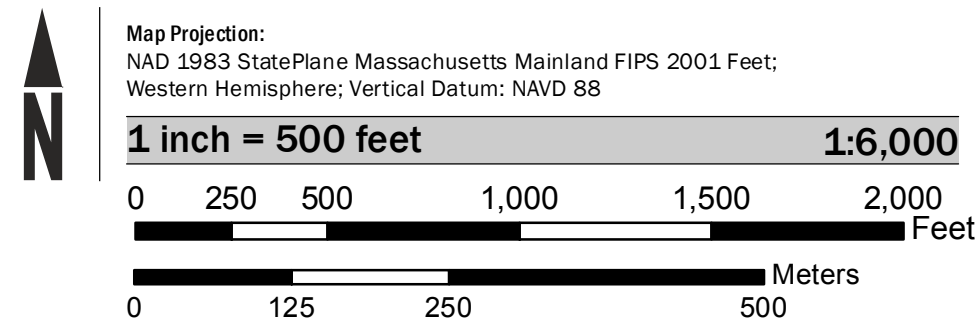 Map Projection:
NAD 1983 StatePlane Massachusetts Mainland FIPS 2001 Feet;
Western Hemisphere; Vertical Datum: NAVD 88
1 inch = 500 feet 1:6,000
0 250 500 1,000 1,500 2,000
Feet
Meters
0 125 250 500
N